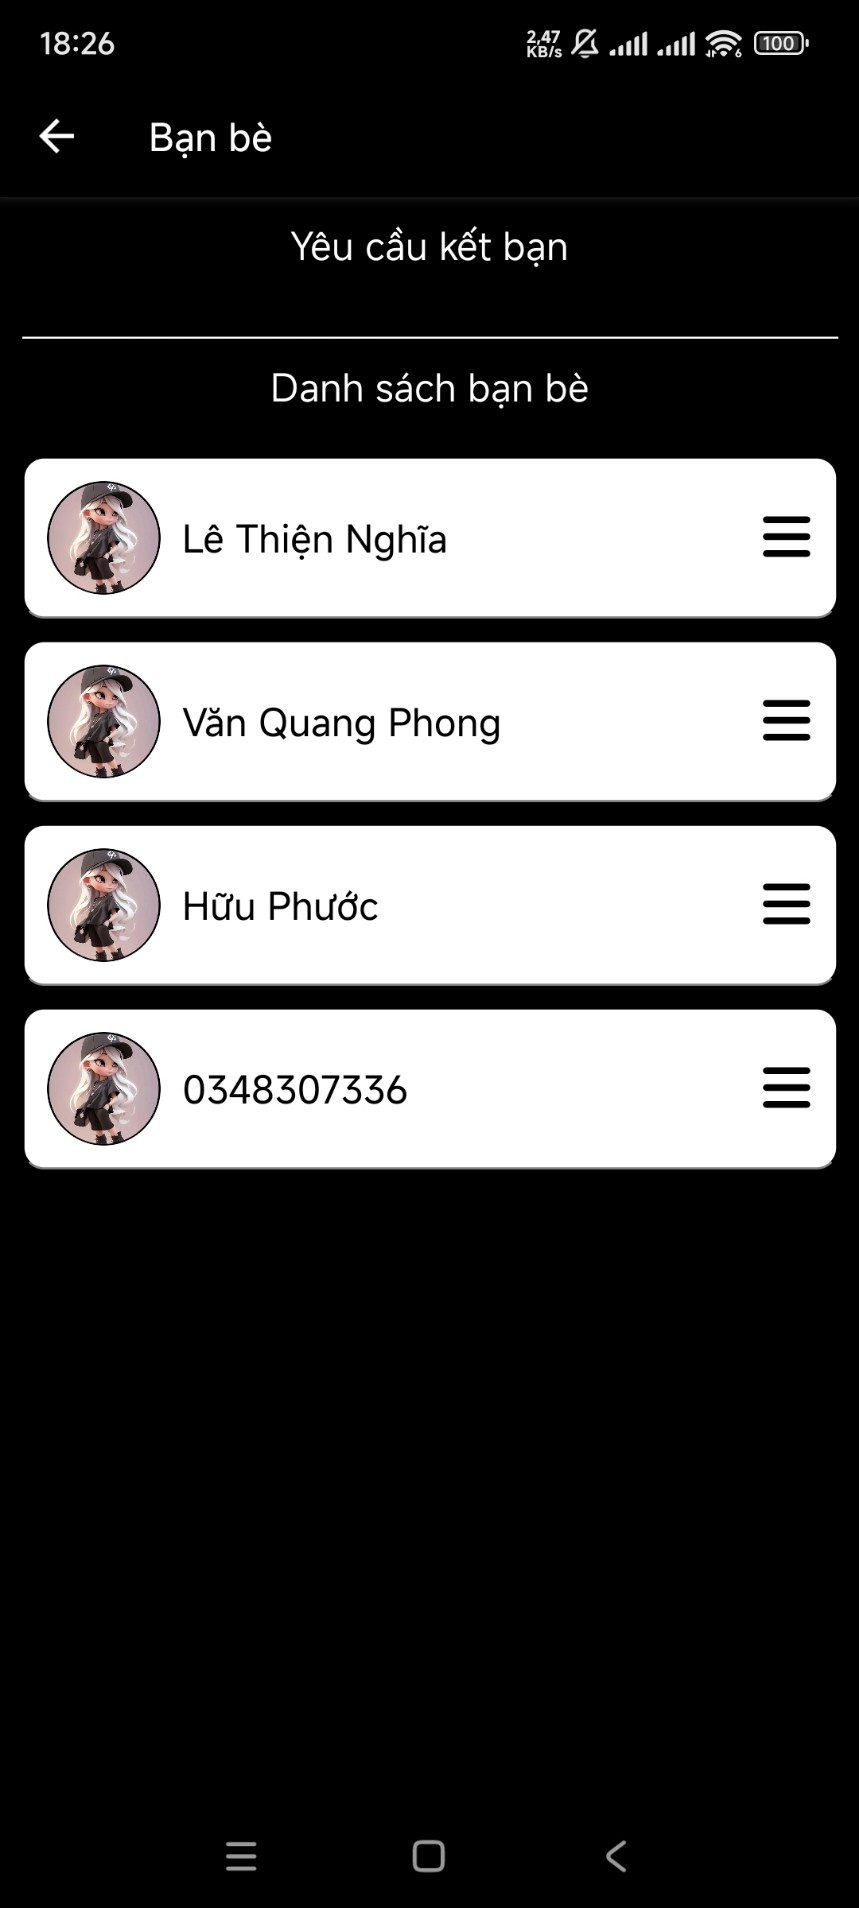 18:26
2,47
KB/s
6
100
Bạn bè
Yêu cầu kết bạn
Danh sách bạn bè
Lê Thiện Nghĩa
Văn Quang Phong
Hữu Phước
0348307336